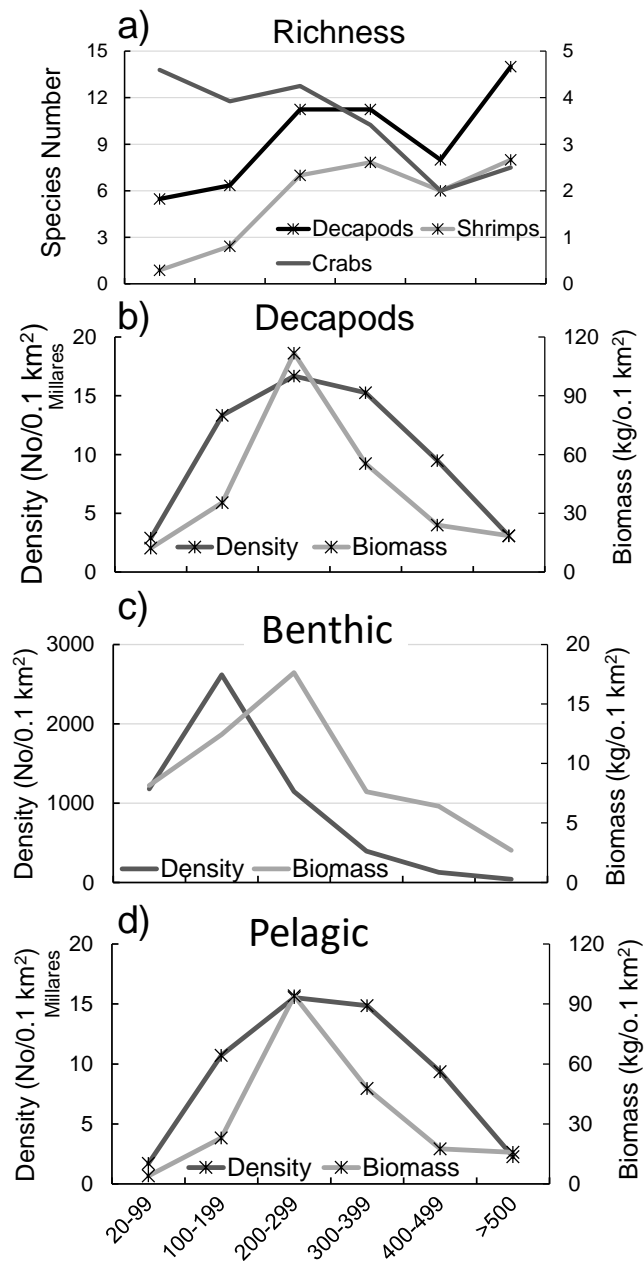 a) Richness
15
12
9
6
3
0
Species Number
5
4
3
2
1
0
Decapods Shrimps
Crabs
b) Decapods
20
15
10
5
0
Density (No/0.1 km²)
Millares
120
90
60
30
0
Biomass (kg/o.1 km²)
Density Biomass
c) Benthic
3000
2000
1000
0
Density (No/0.1 km²)
20
15
10
5
0
Biomass (kg/o.1 km²)
Density Biomass
d) Pelagic
20
15
10
5
0
Density (No/0.1 km²)
Millares
120
90
60
30
0
Biomass (kg/o.1 km²)
Density Biomass
20-99
100-199
200-299
300-399
400-499
>500